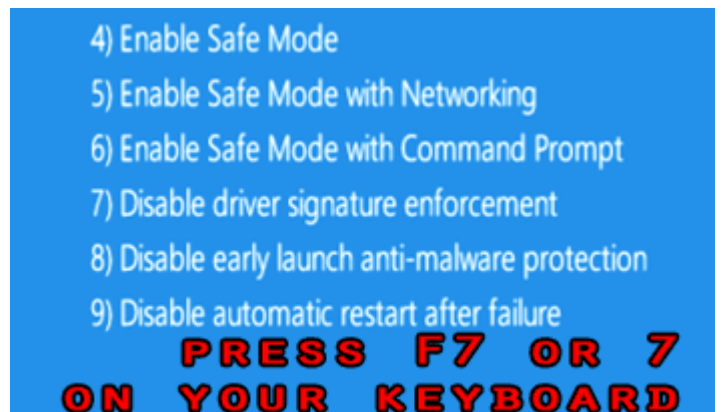 4) Enable Safe Mode
5) Enable Safe Mode with Networking
6) Enable Safe Mode with Command Prompt
7) Disable driver signature enforcement
8) Disable early launch anti-malware protection
9) Disable automatic restart after failure
PRESS F7 OR 7
ON YOUR KEYBOARD